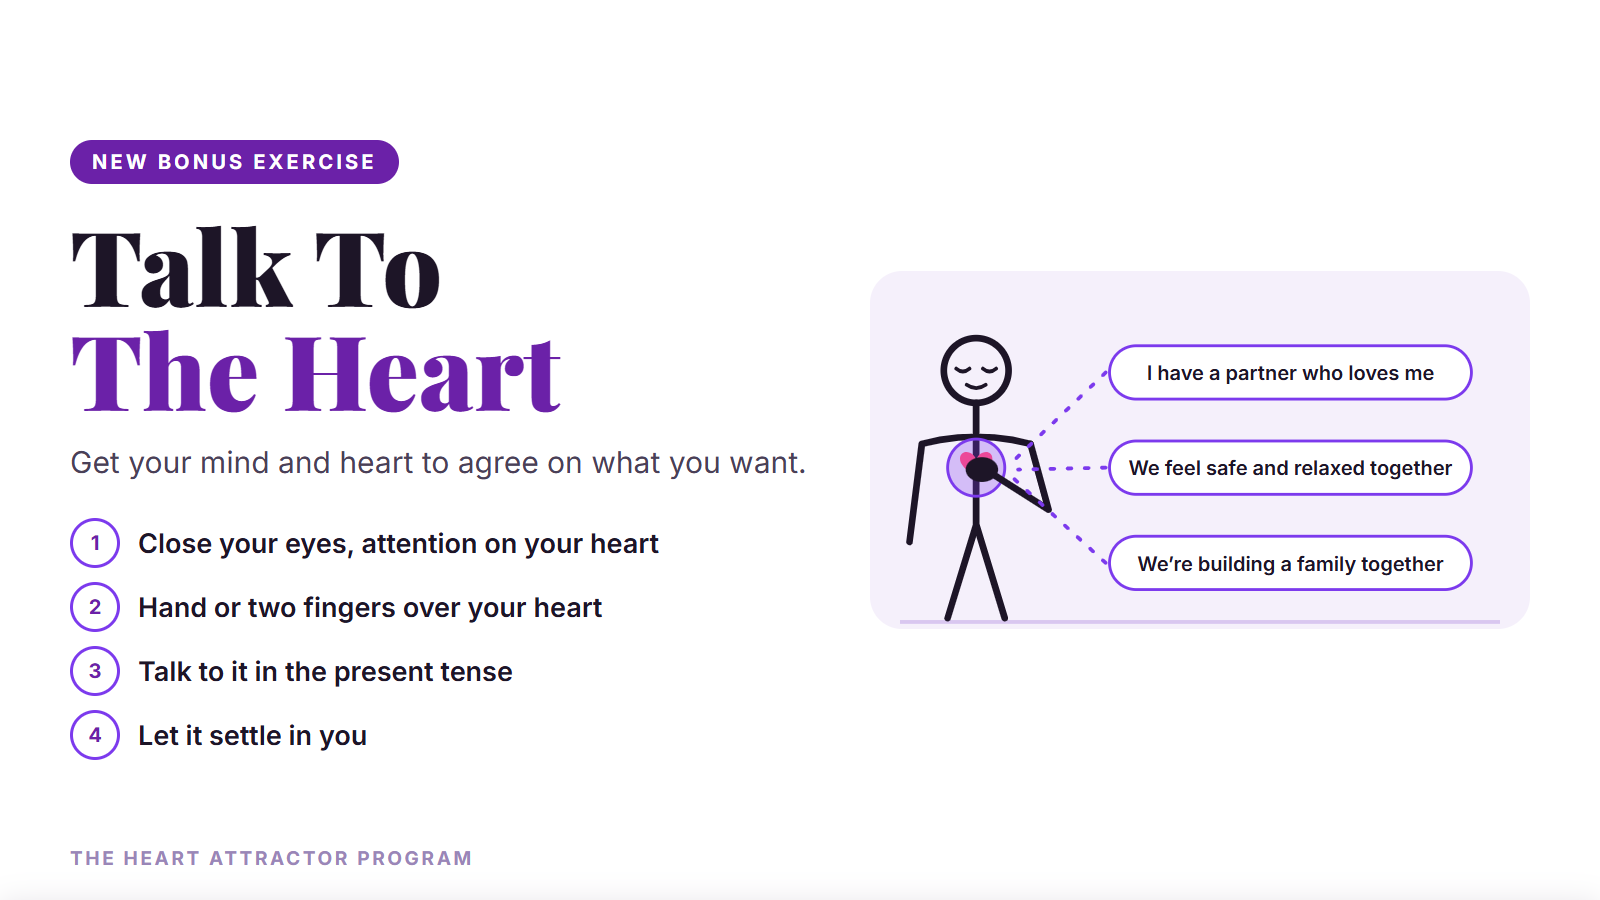 NEW BONUS EXERCISE
Talk To
The Heart
Get your mind and heart to agree on what you want.
1 Close your eyes, attention on your heart
2 Hand or two fingers over your heart
3 Talk to it in the present tense
4 Let it settle in you
I have a partner who loves me
We feel safe and relaxed together
We’re building a family together
THE HEART ATTRACTOR PROGRAM